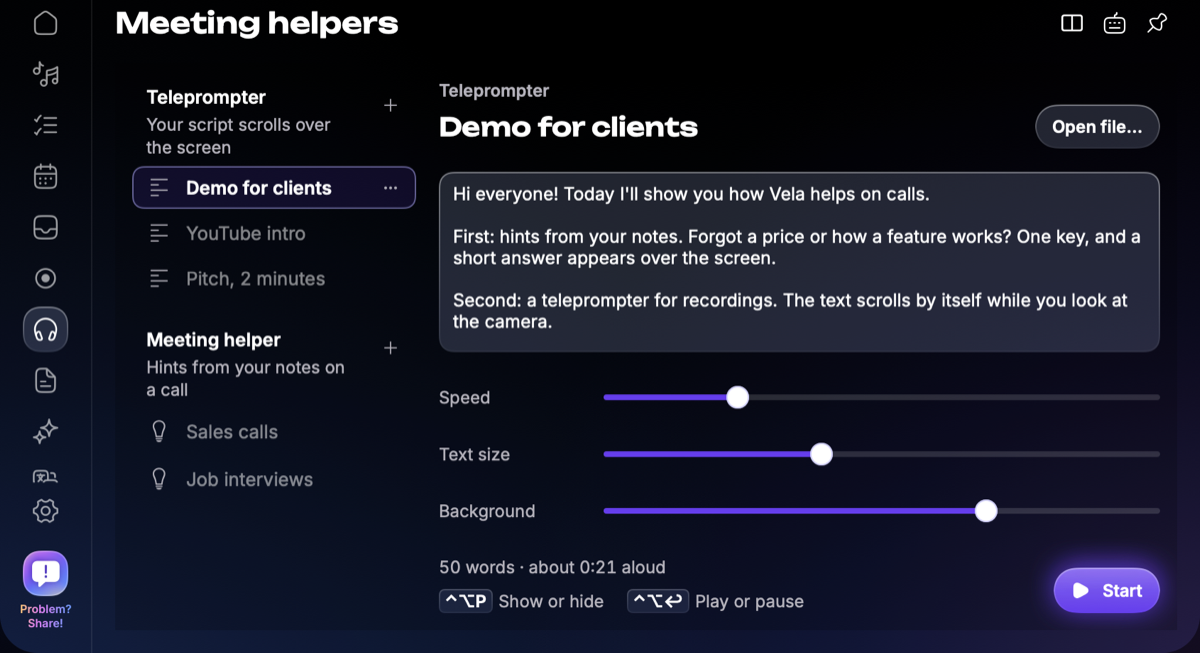 Meeting helpers
Teleprompter
Your script scrolls over
the screen
Demo for clients
YouTube intro
Pitch, 2 minutes
Meeting helper
Hints from your notes on
a call
Sales calls
Job interviews
Problem?
Share!
Teleprompter
Demo for clients
Open file...
Hi everyone! Today I'll show you how Vela helps on calls.
First: hints from your notes. Forgot a price or how a feature works? One key, and a
short answer appears over the screen.
Second: a teleprompter for recordings. The text scrolls by itself while you look at
the camera.
Speed
Text size
Background
50 words · about 0:21 aloud
⌃⌥P Show or hide ⌃⌥↩ Play or pause
Start